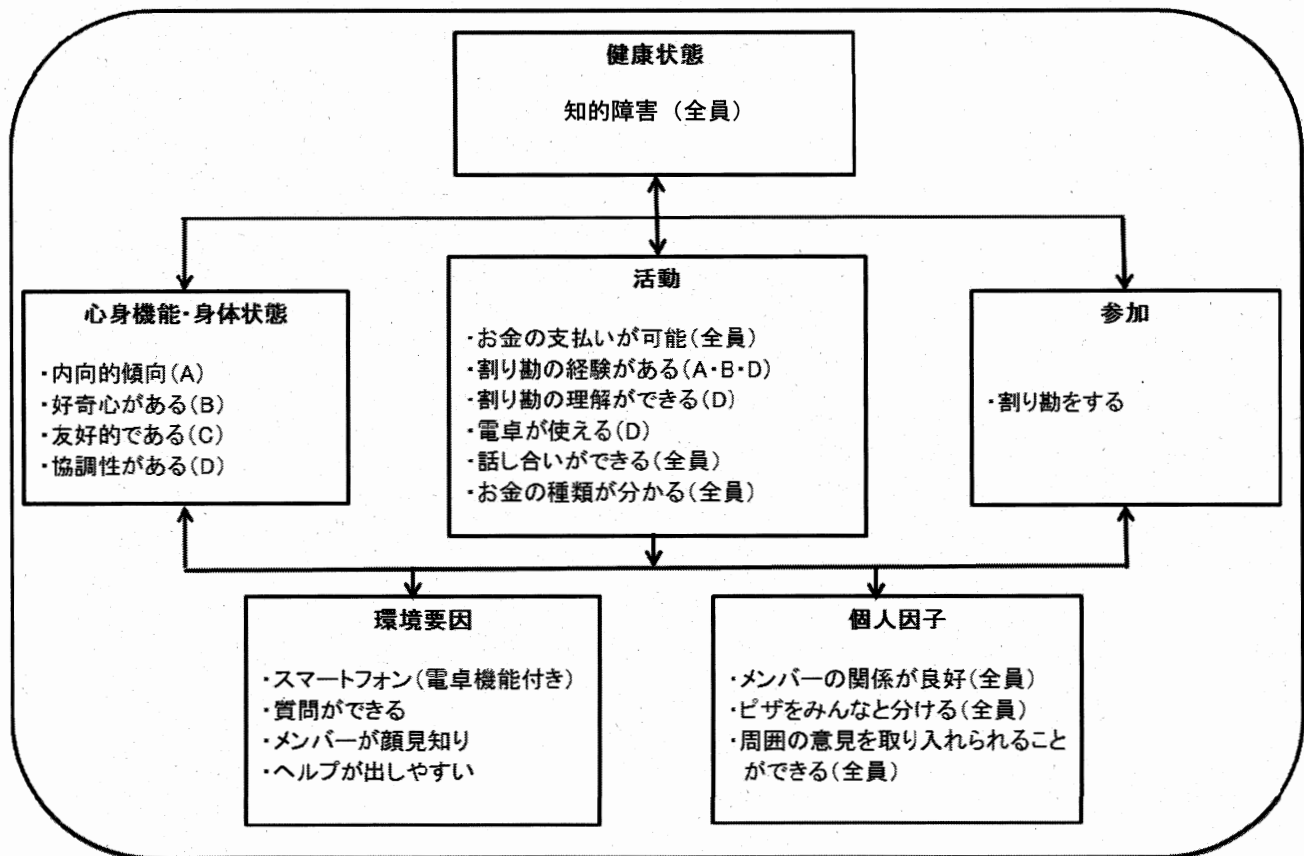 健康状態
知的障害 (全員)
心身機能・身体状態
・内向的傾向(A)
・好奇心がある(B)
・友好的である(C)
・協調性がある(D)
活動
・お金の支払いが可能(全員)
・割り勘の経験がある(A・B・D)
・割り勘の理解ができる(D)
・電卓が使える(D)
・話し合いができる(全員)
・お金の種類が分かる(全員)
参加
・割り勘をする
環境要因
・スマートフォン(電卓機能付き)
・質問ができる
・メンバーが顔見知り
・ヘルプが出しやすい
個人因子
・メンバーの関係が良好(全員)
・ピザをみんなと分ける(全員)
・周囲の意見を取り入れられること
ができる(全員)